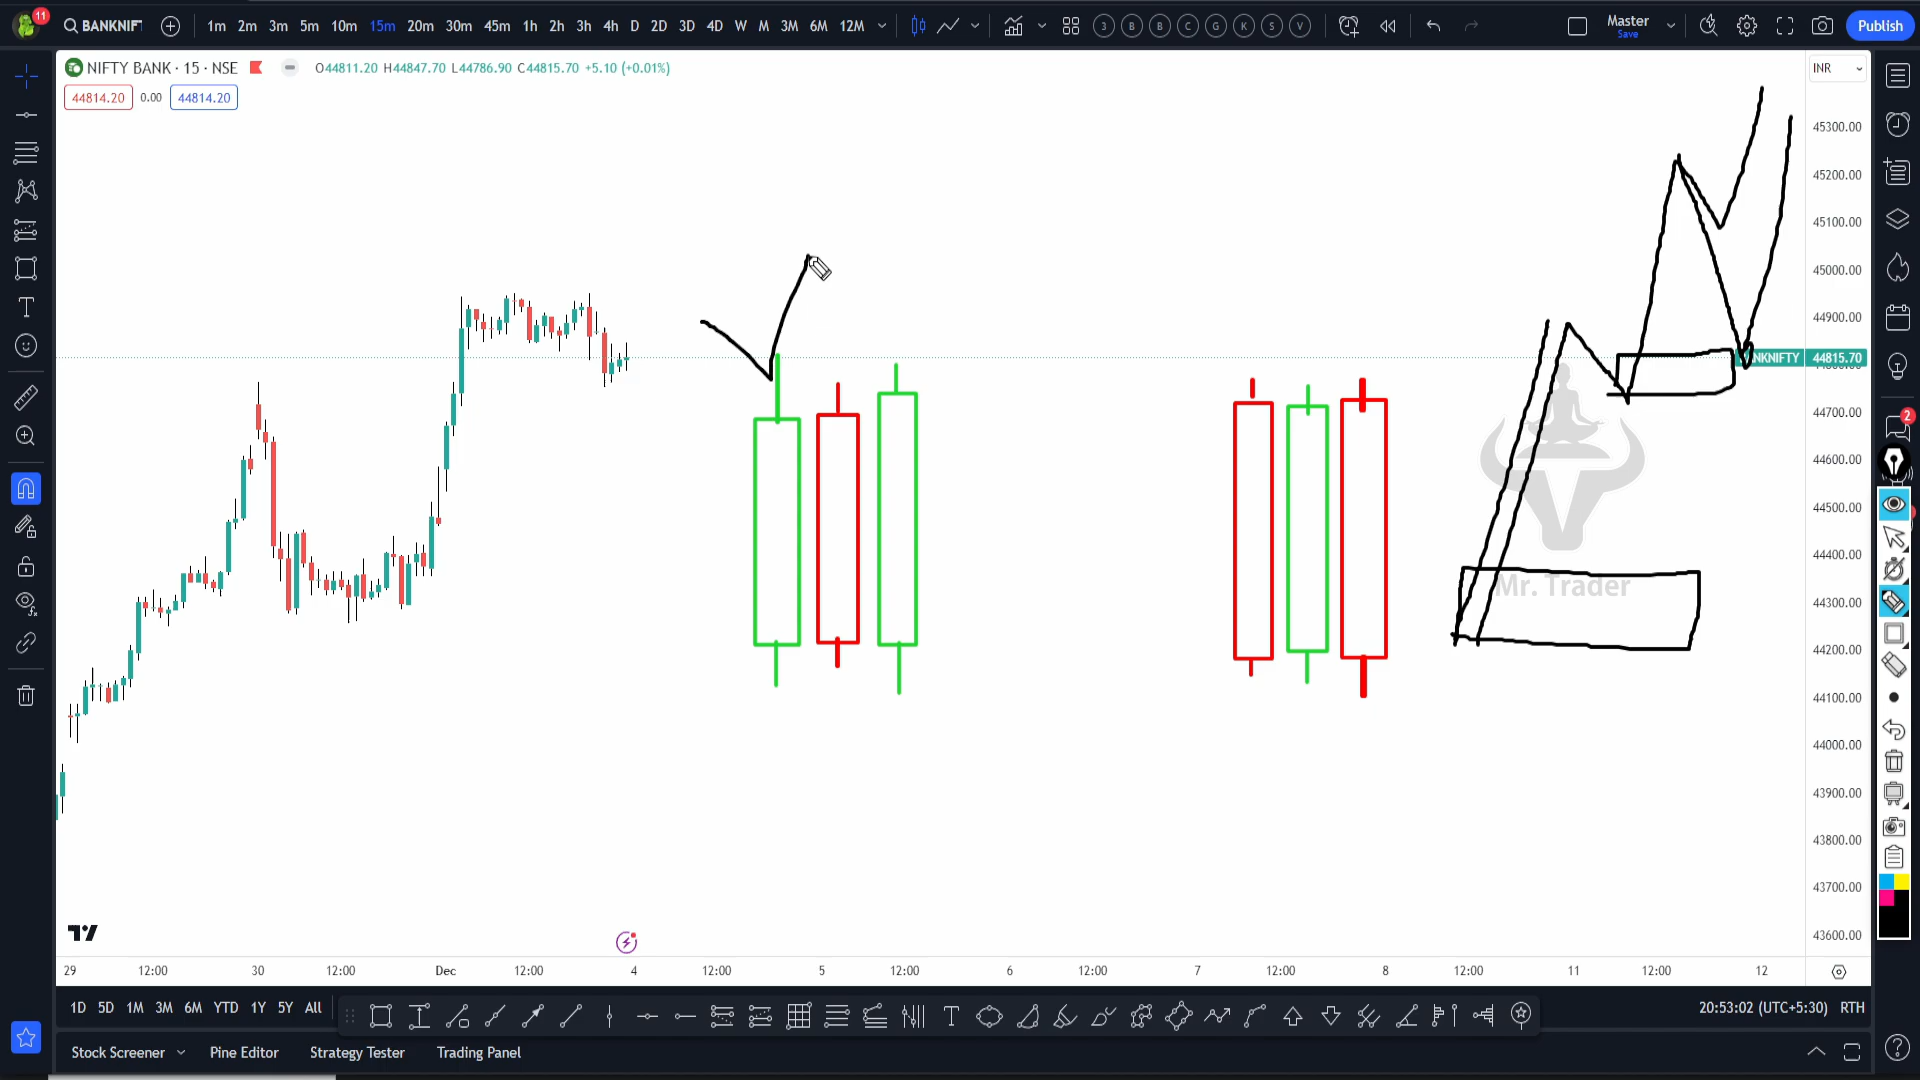 11
BANKNIF
1m 2m 3m 5m 10m 15m 20m 30m 45m 1h 2h 3h 4h D 2D 3D 4D W M 3M 6M 12M
3 B B C G K S V
Master
Save
Publish
NIFTY BANK · 15 · NSE
O44811.20 H44847.70 L44786.90 C44815.70 +5.10 (+0.01%)
INR
44814.20 0.00 44814.20
45300.00
45200.00
45100.00
45000.00
44900.00
NKNIFTY 44815.70
44700.00
44600.00
44500.00
44400.00
44300.00
44200.00
44100.00
44000.00
43900.00
43800.00
43700.00
43600.00
2
Mr. Trader
29 12:00 30 12:00 Dec 12:00 4 12:00 5 12:00 6 12:00 7 12:00 8 12:00 11 12:00 12
1D 5D 1M 3M 6M YTD 1Y 5Y All
20:53:02 (UTC+5:30) RTH
Stock Screener Pine Editor Strategy Tester Trading Panel